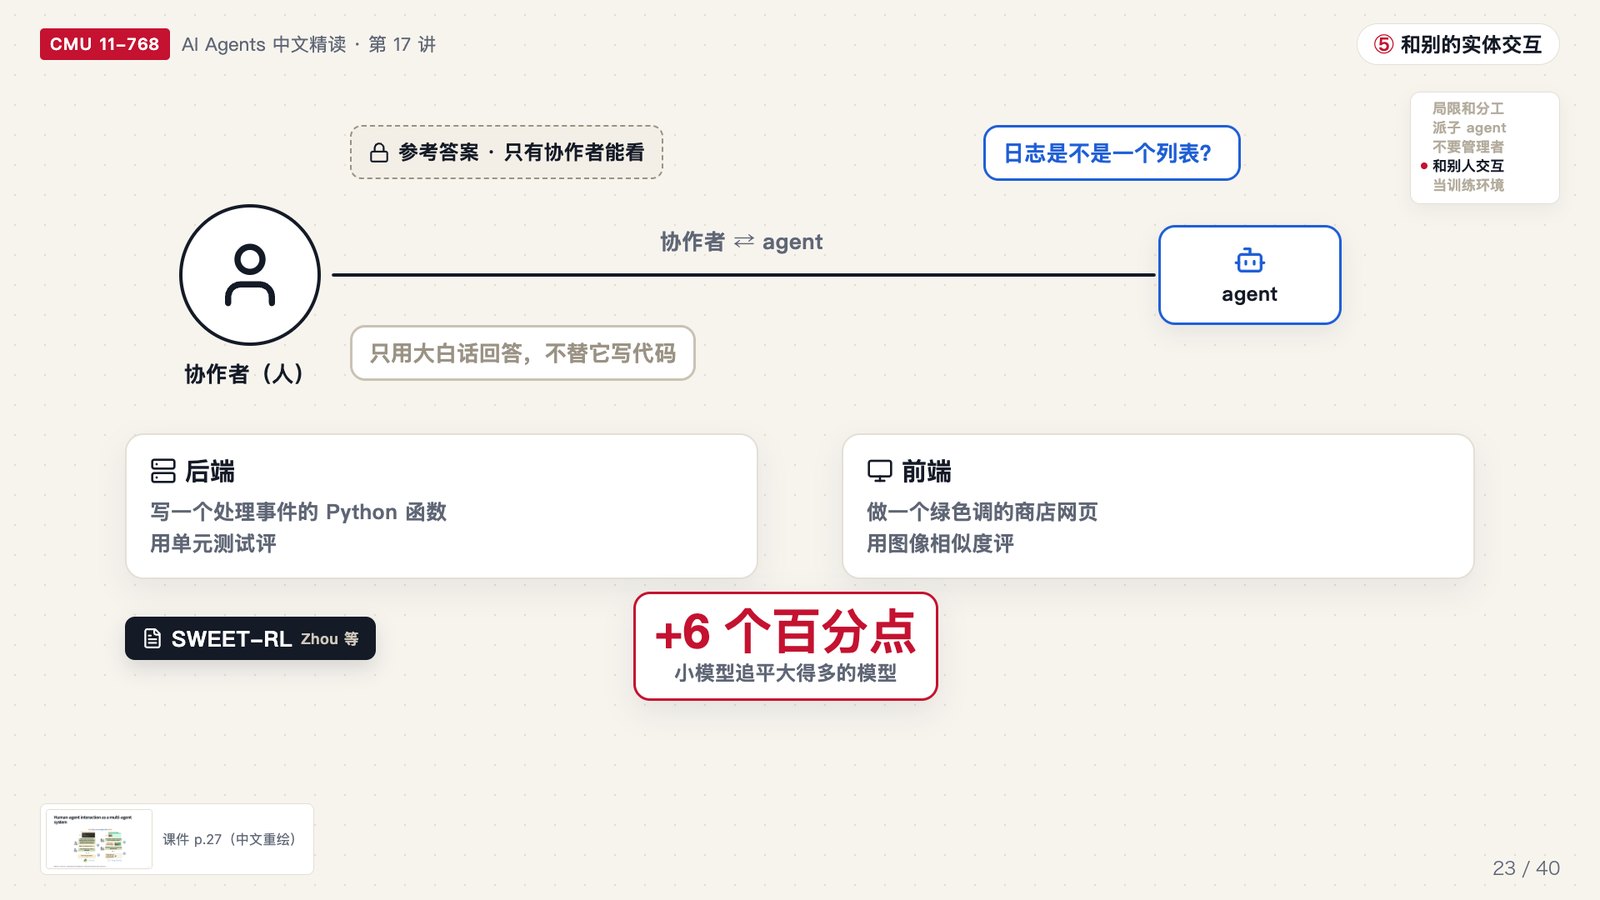 CMU 11-768 AI Agents 中文精读 · 第 17 讲
⑤ 和别的实体交互
局限和分工
派子 agent
不要管理者
和别人交互
当训练环境
参考答案 · 只有协作者能看
日志是不是一个列表？
协作者 ⇄ agent
agent
只用大白话回答，不替它写代码
协作者（人）
后端
写一个处理事件的 Python 函数
用单元测试评
前端
做一个绿色调的商店网页
用图像相似度评
SWEET-RL Zhou 等
+6 个百分点
小模型追平大得多的模型
Human-agent interaction as a multi-agent
system
课件 p.27（中文重绘）
23 / 40